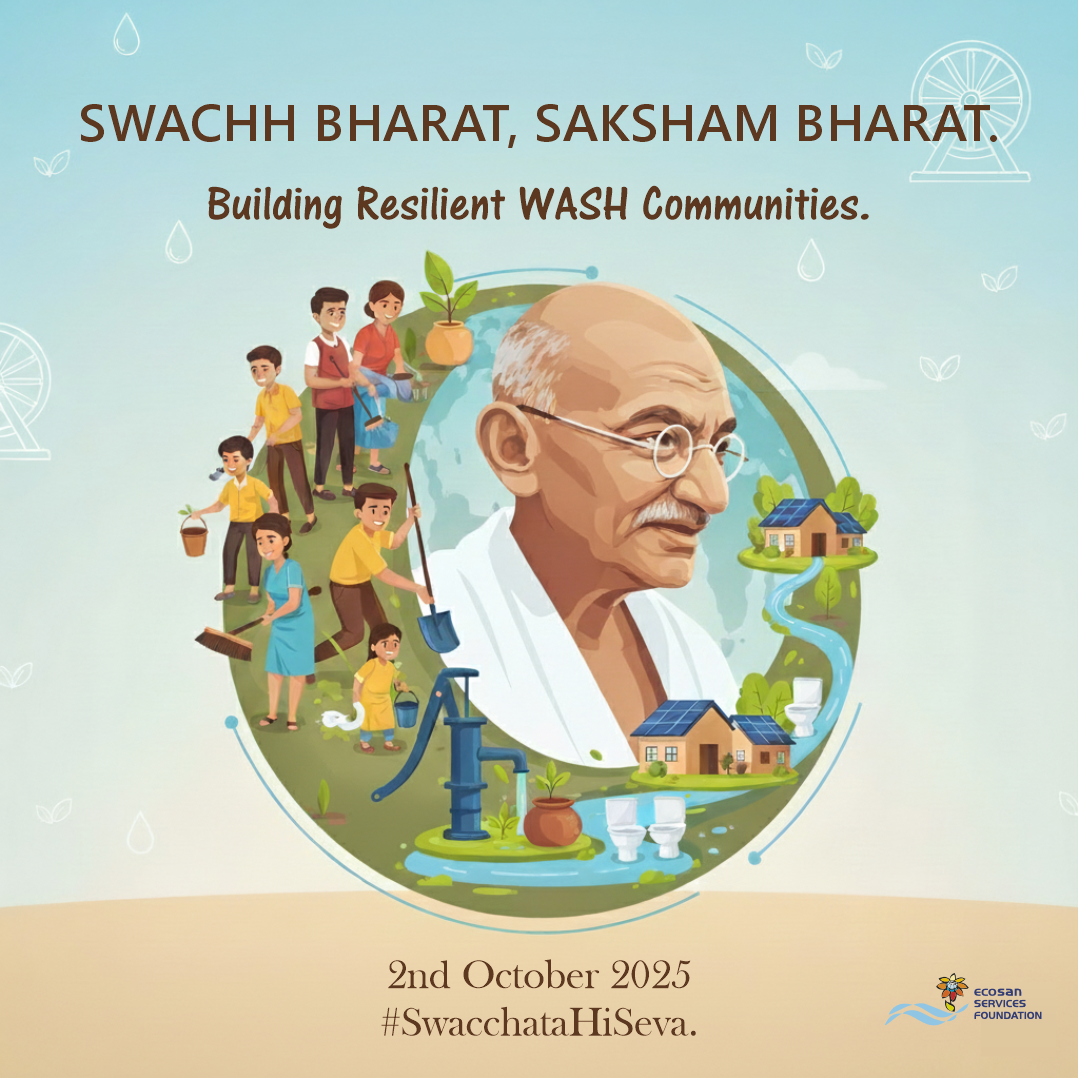 SWACHH BHARAT, SAKSHAM BHARAT.
Building Resilient WASH Communities.
2nd October 2025
#SwacchataHiSeva.
ecosan
SERVICES
FOUNDATION